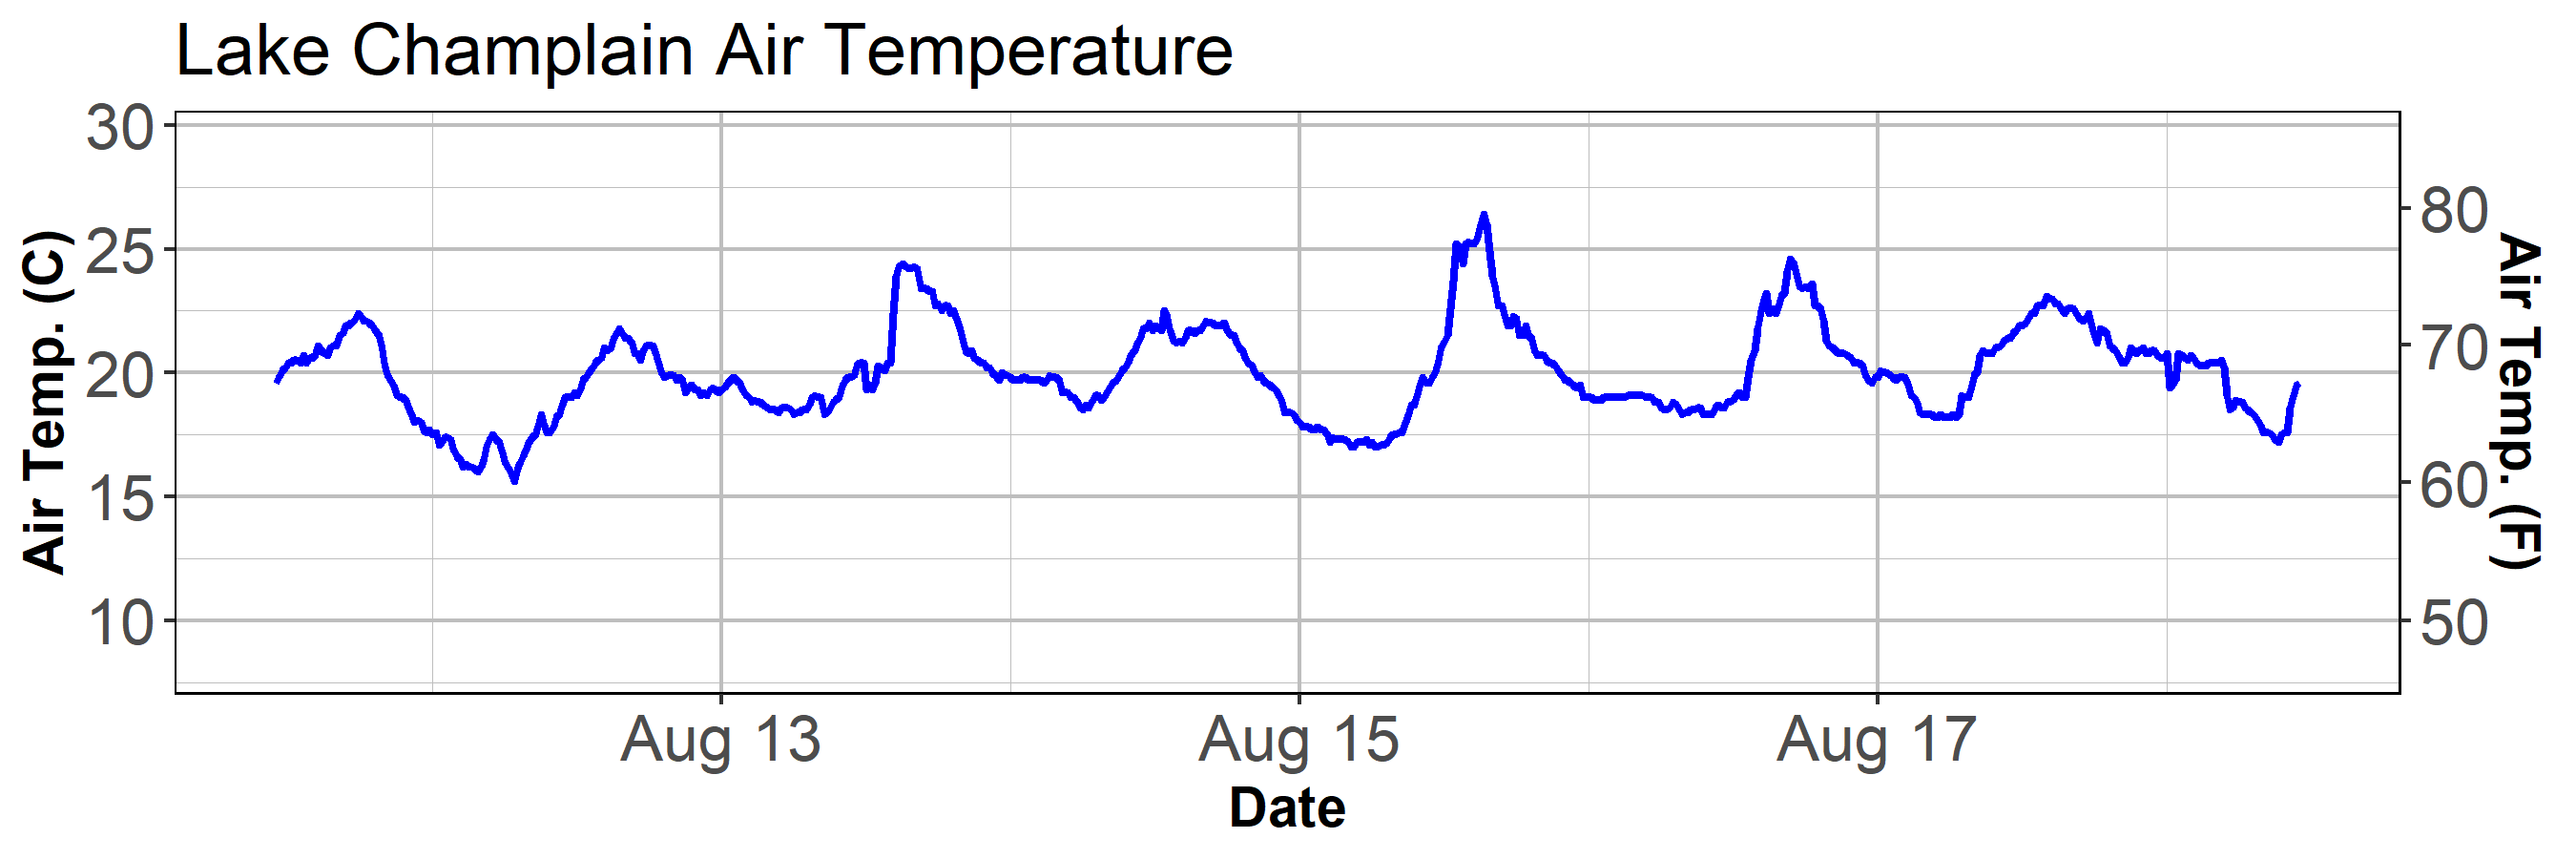 Lake Champlain Air Temperature
30
25
20
15
10
Air Temp. (C)
80
70
60
50
Air Temp. (F)
Aug 13
Aug 15
Aug 17
Date